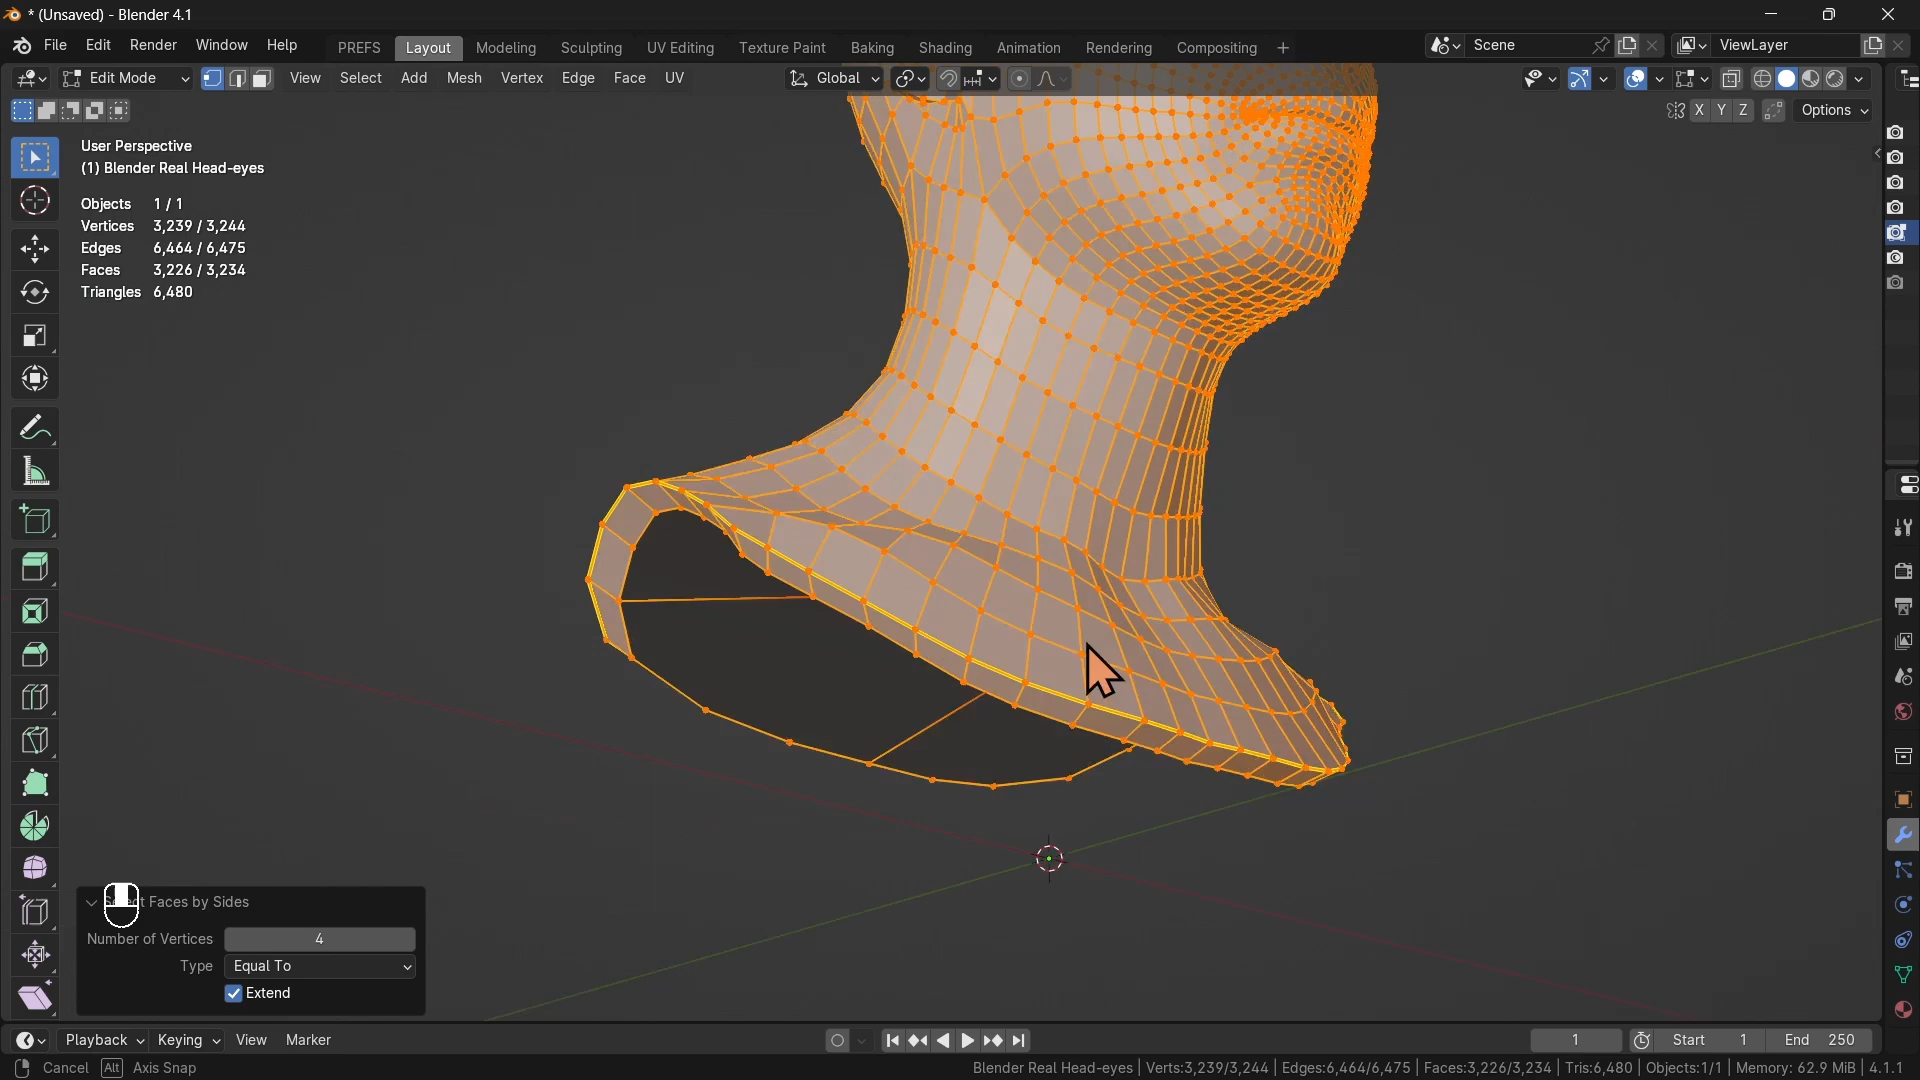 * (Unsaved) - Blender 4.1
File Edit Render Window Help PREFS Layout Modeling Sculpting UV Editing Texture Paint Baking Shading Animation Rendering Compositing + Scene ViewLayer
Edit Mode View Select Add Mesh Vertex Edge Face UV Global
X Y Z Options
User Perspective
(1) Blender Real Head-eyes
Objects 1 / 1
Vertices 3,239 / 3,244
Edges 6,464 / 6,475
Faces 3,226 / 3,234
Triangles 6,480
Faces by Sides
Number of Vertices 4
Type Equal To
Extend
Playback Keying View Marker 1 Start 1 End 250
Cancel Alt Axis Snap Blender Real Head-eyes | Verts:3,239/3,244 | Edges:6,464/6,475 | Faces:3,226/3,234 | Tris:6,480 | Objects:1/1 | Memory: 62.9 MiB | 4.1.1